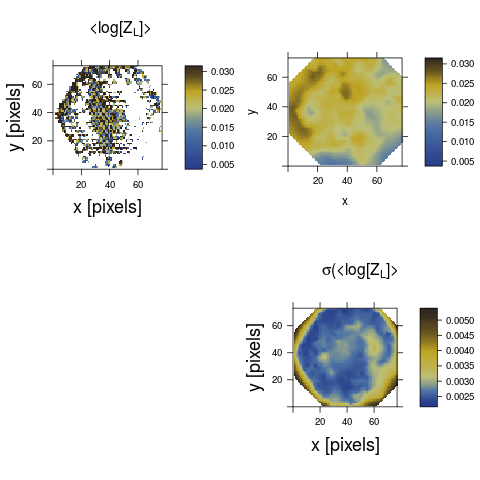 <log[Z_L]>
0.030
0.025
0.020
0.015
0.010
0.005
60
40
20
20 40 60
y [pixels]
x [pixels]
0.030
0.025
0.020
0.015
0.010
0.005
60
40
20
20 40 60
y
x
σ(<log[Z_L]>
0.0050
0.0045
0.0040
0.0035
0.0030
0.0025
60
40
20
20 40 60
y [pixels]
x [pixels]